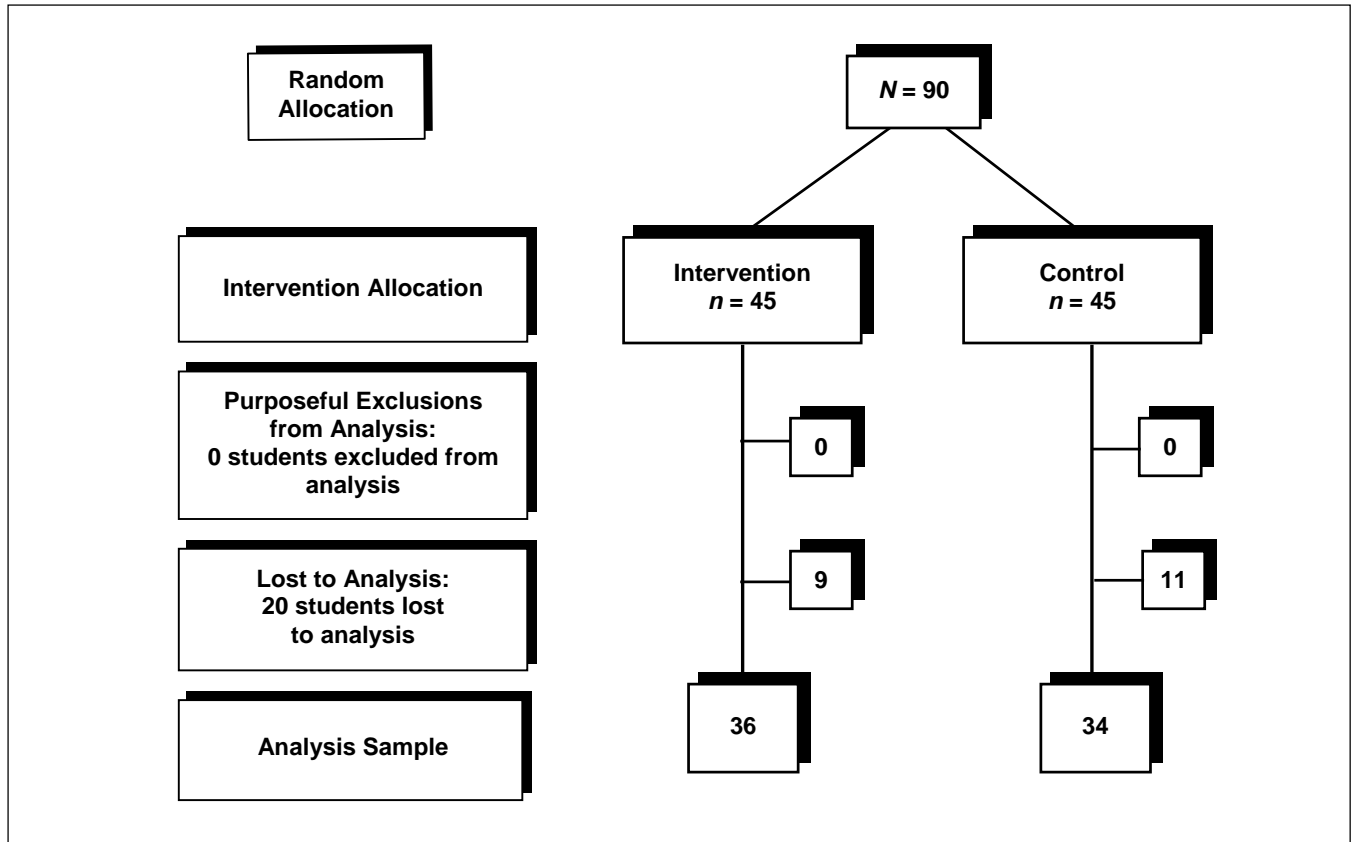 Random
Allocation
N = 90
Intervention Allocation
Intervention
n = 45
Control
n = 45
Purposeful Exclusions
from Analysis:
0 students excluded from
analysis
0
0
Lost to Analysis:
20 students lost
to analysis
9
11
Analysis Sample
36
34